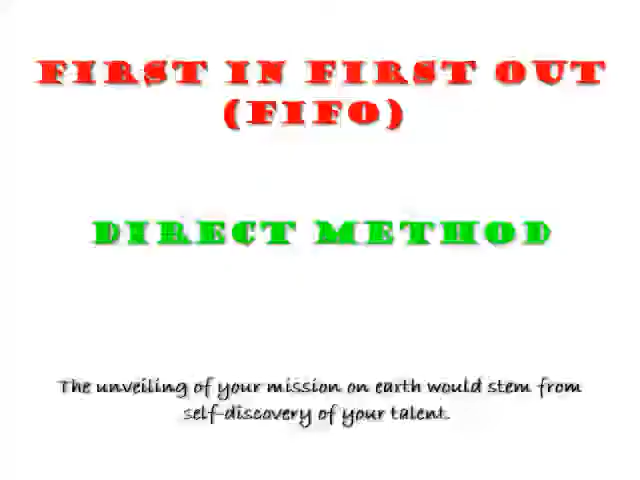 FIRST IN FIRST OUT
(FIFO)
DIRECT METHOD
The unveiling of your mission on earth would stem from
self-discovery of your talent.